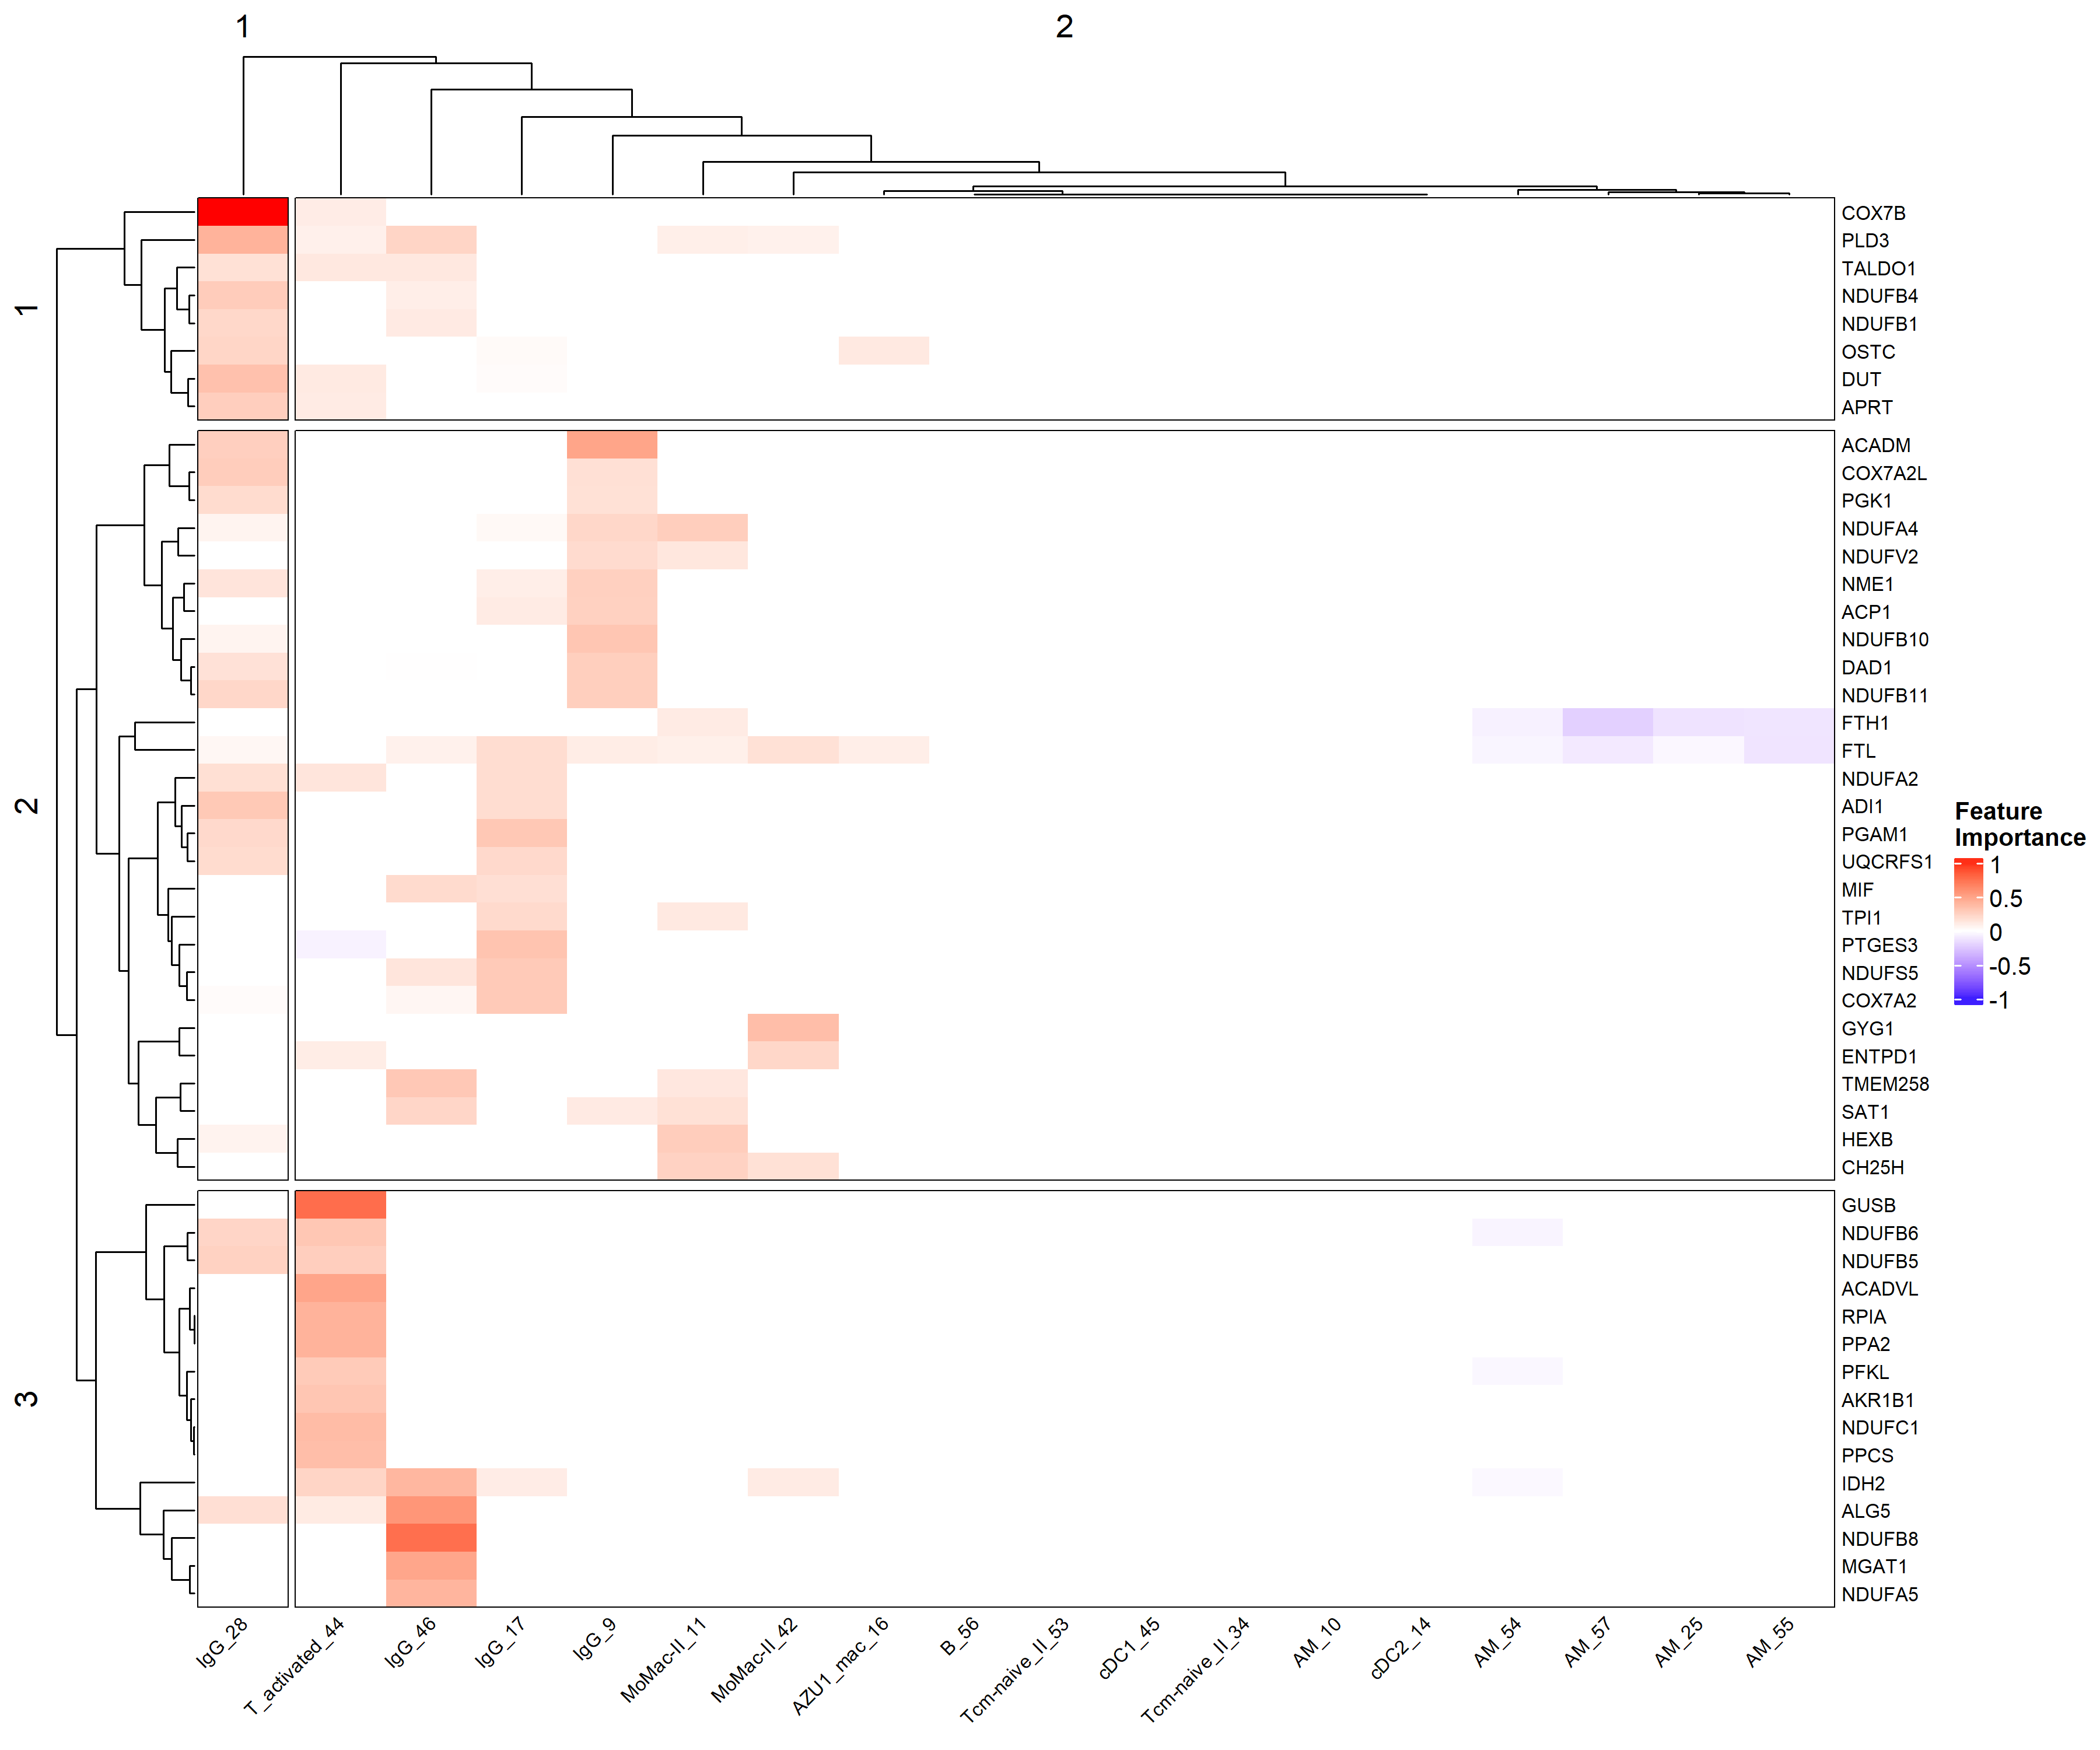 1
2
1
2
3
COX7B
PLD3
TALDO1
NDUFB4
NDUFB1
OSTC
DUT
APRT
ACADM
COX7A2L
PGK1
NDUFA4
NDUFV2
NME1
ACP1
NDUFB10
DAD1
NDUFB11
FTH1
FTL
NDUFA2
ADI1
PGAM1
UQCRFS1
MIF
TPI1
PTGES3
NDUFS5
COX7A2
GYG1
ENTPD1
TMEM258
SAT1
HEXB
CH25H
GUSB
NDUFB6
NDUFB5
ACADVL
RPIA
PPA2
PFKL
AKR1B1
NDUFC1
PPCS
IDH2
ALG5
NDUFB8
MGAT1
NDUFA5
IgG_28
T_activated_44
IgG_46
IgG_17
IgG_9
MoMac-II_11
MoMac-II_42
AZU1_mac_16
B_56
Tcm-naive_II_53
cDC1_45
Tcm-naive_II_34
AM_10
cDC2_14
AM_54
AM_57
AM_25
AM_55
Feature
Importance
1
0.5
0
-0.5
-1